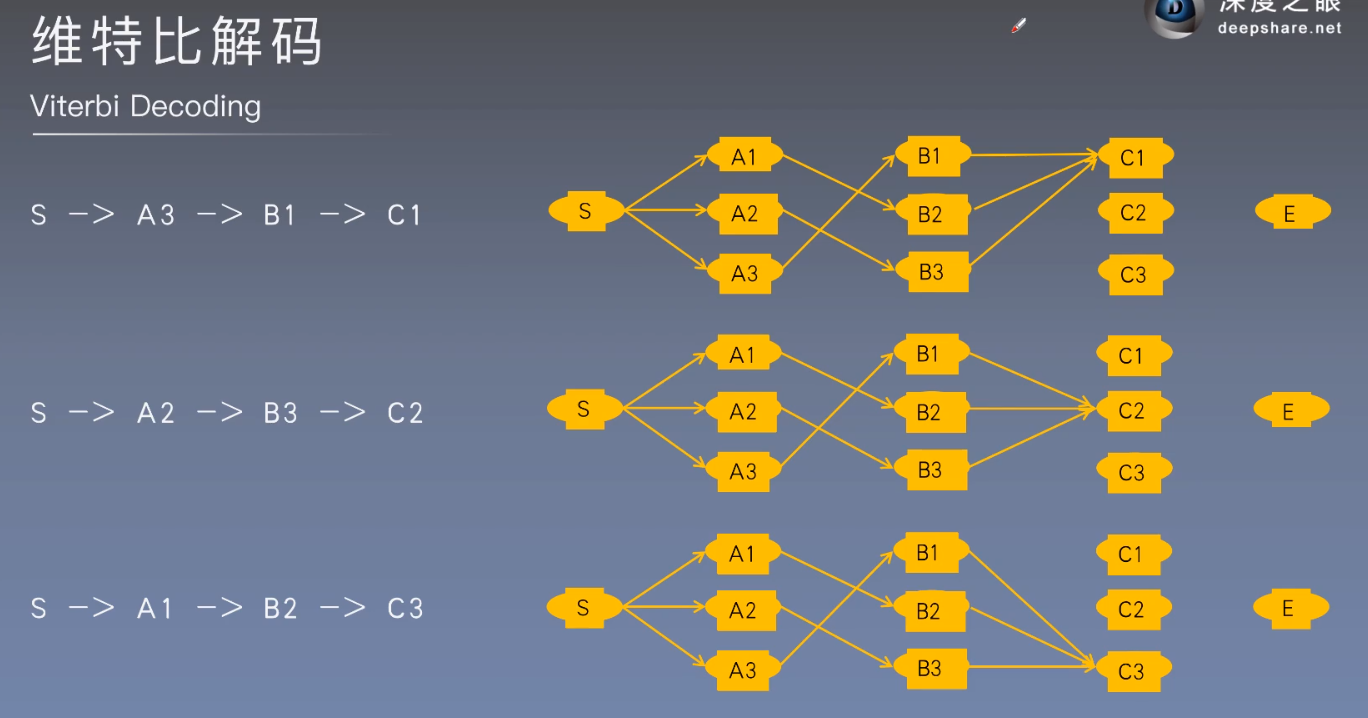 维特比解码
深度之眼
deepshare.net
Viterbi Decoding
S -> A3 -> B1 -> C1
S
A1
A2
A3
B1
B2
B3
C1
C2
C3
E
S -> A2 -> B3 -> C2
S
A1
A2
A3
B1
B2
B3
C1
C2
C3
E
S -> A1 -> B2 -> C3
S
A1
A2
A3
B1
B2
B3
C1
C2
C3
E